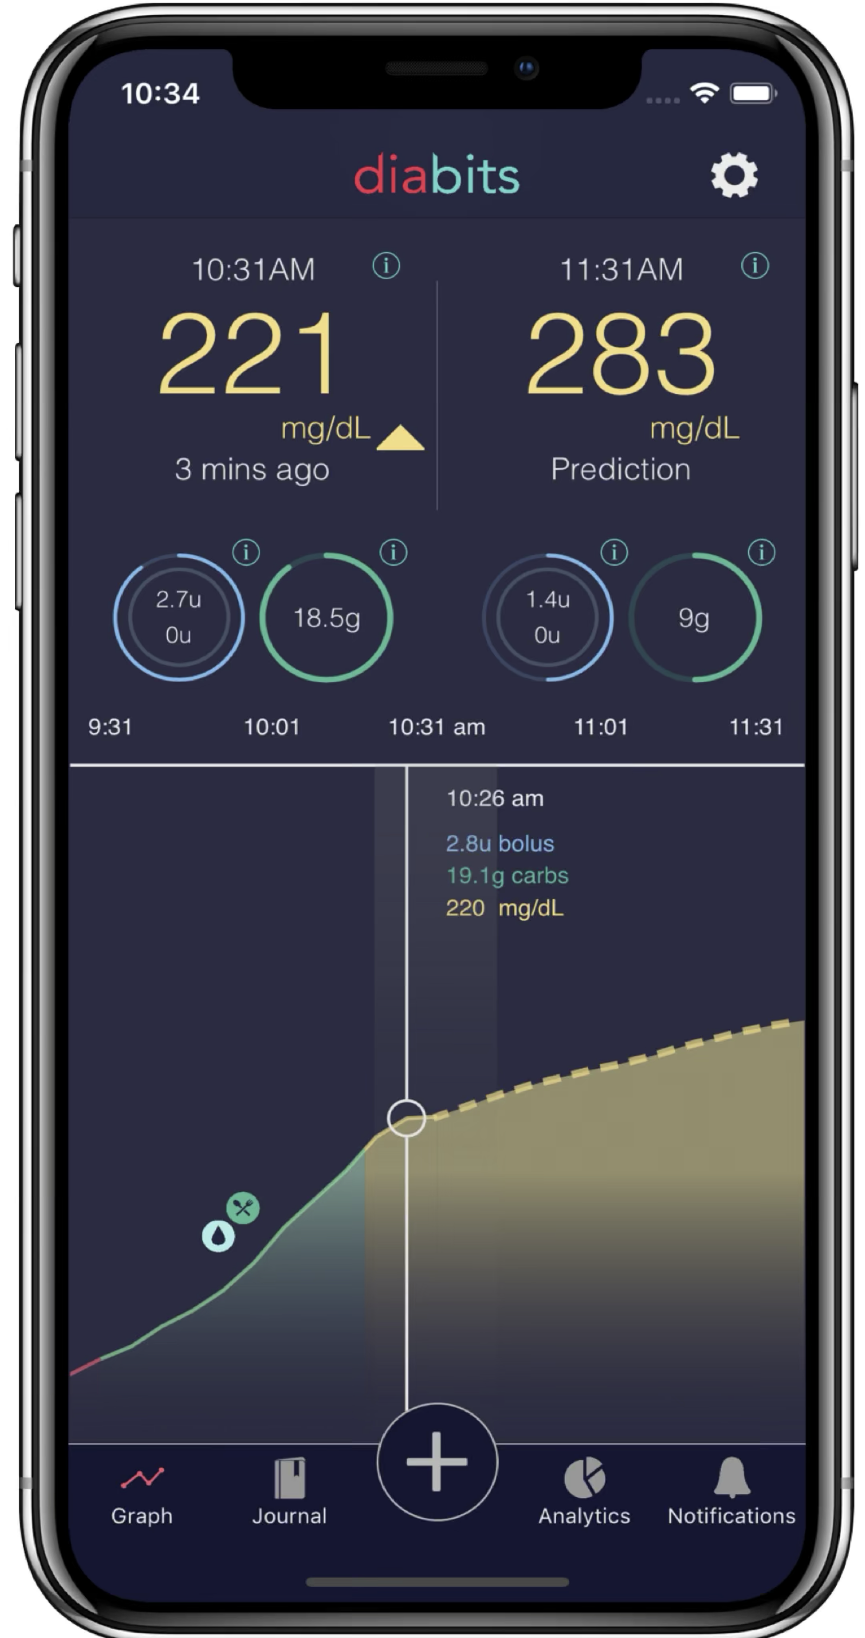 10:34
diabits
10:31AM i
221
mg/dL
3 mins ago
11:31AM i
283
mg/dL
Prediction
i
2.7u
0u
i
18.5g
i
1.4u
0u
i
9g
9:31 10:01 10:31 am 11:01 11:31
10:26 am
2.8u bolus
19.1g carbs
220 mg/dL
Graph Journal Analytics Notifications